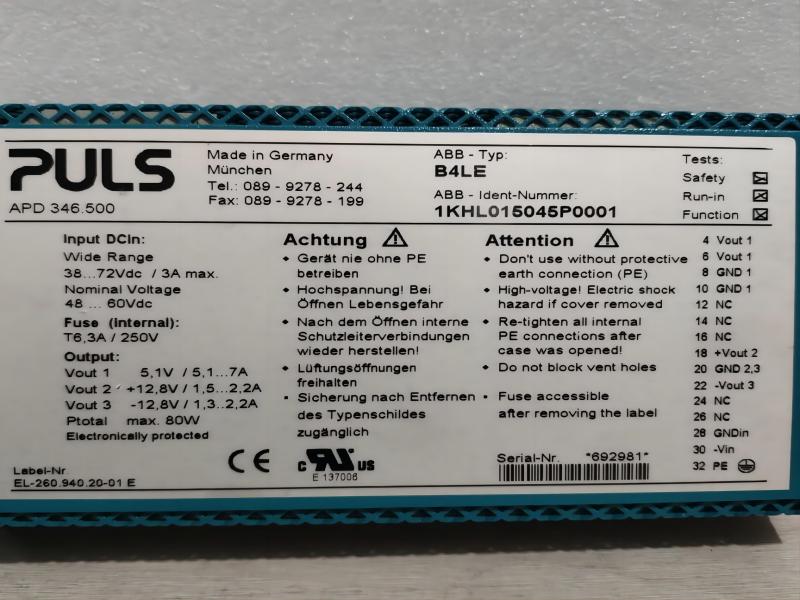 PULS
APD 346.500
Made in Germany
München
Tel.: 089 - 9278 - 244
Fax: 089 - 9278 - 199
ABB - Typ:
B4LE
ABB - Ident-Nummer:
1KHL015045P0001
Tests:
Safety
Run-in
Function
Input DCin:
Wide Range
38...72Vdc / 3A max.
Nominal Voltage
48 ... 60Vdc
Fuse (internal):
T6,3A / 250V
Output:
Vout 1 5,1V / 5,1...7A
Vout 2 +12,8V / 1,5...2,2A
Vout 3 -12,8V / 1,3..2,2A
Ptotal max. 80W
Electronically protected
Label-Nr.
EL-260.940.20-01 E
Achtung
• Gerät nie ohne PE
betreiben
• Hochspannung! Bei
Öffnen Lebensgefahr
• Nach dem Öffnen interne
Schutzleiterverbindungen
wieder herstellen!
• Lüftungsöffnungen
freihalten
• Sicherung nach Entfernen
des Typenschildes
zugänglich
CE
c UR us
E 137006
Attention
• Don't use without protective
earth connection (PE)
• High-voltage! Electric shock
hazard if cover removed
• Re-tighten all internal
PE connections after
case was opened!
• Do not block vent holes
• Fuse accessible
after removing the label
Serial-Nr. *692981*
4 Vout 1
6 Vout 1
8 GND 1
10 GND 1
12 NC
14 NC
16 NC
18 +Vout 2
20 GND 2,3
22 -Vout 3
24 NC
26 NC
28 GNDin
30 -Vin
32 PE